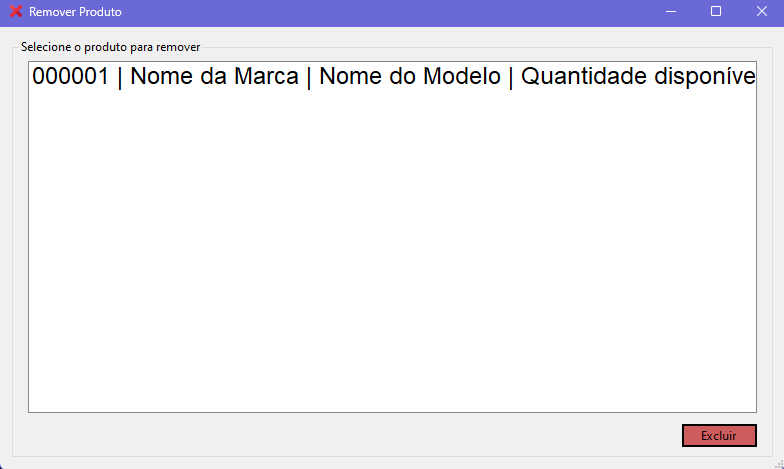 Remover Produto
Selecione o produto para remover
000001 | Nome da Marca | Nome do Modelo | Quantidade disponíve
Excluir